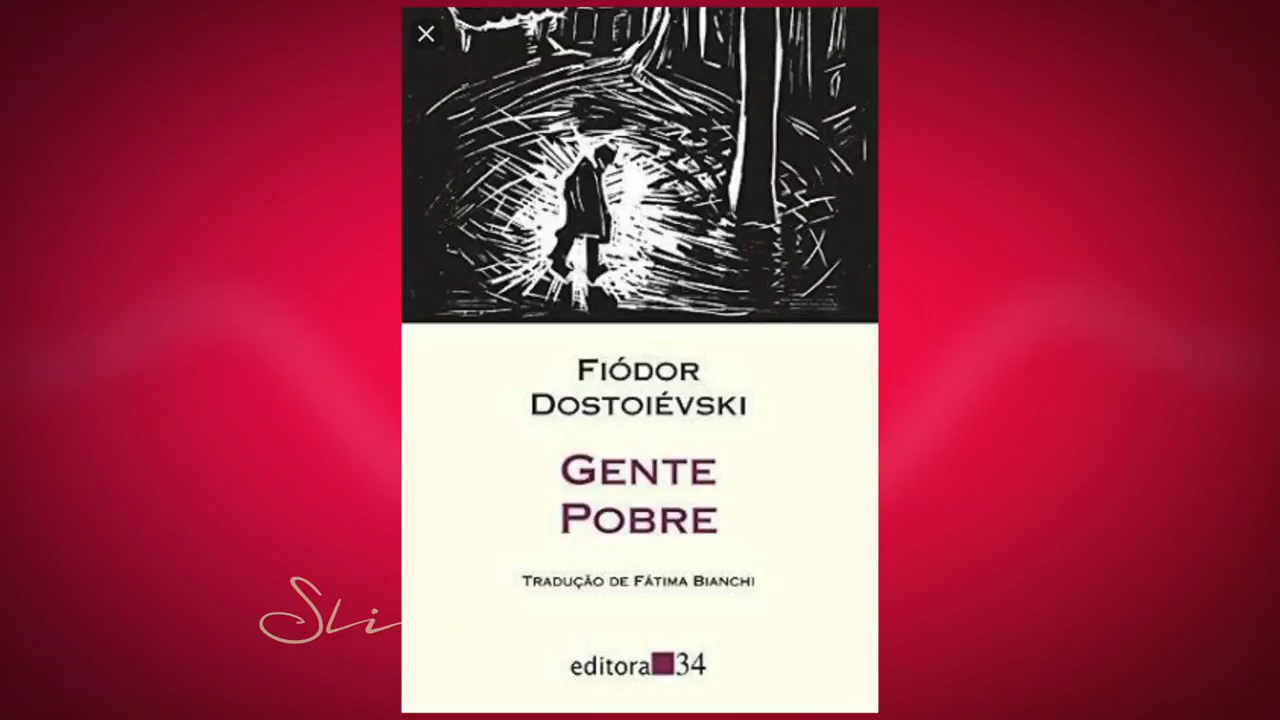 FIÓDOR
DOSTOIÉVSKI
GENTE
POBRE
TRADUÇÃO DE FÁTIMA BIANCHI
editora 34